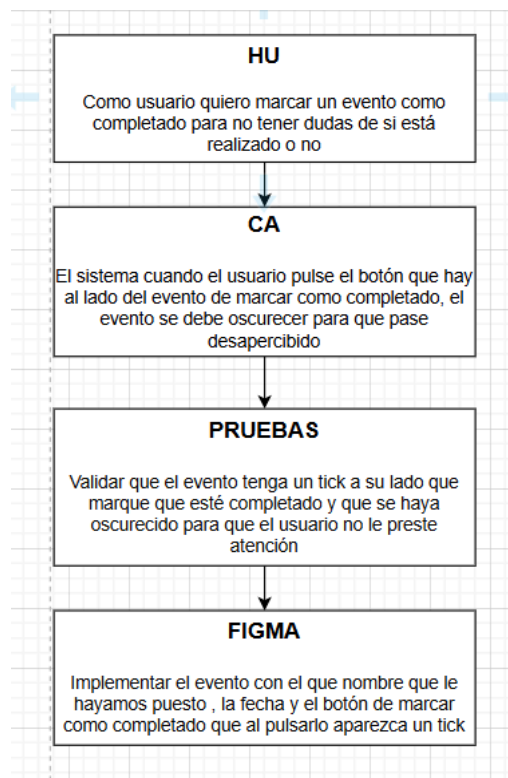 HU
Como usuario quiero marcar un evento como
completado para no tener dudas de si está
realizado o no
CA
El sistema cuando el usuario pulse el botón que hay
al lado del evento de marcar como completado, el
evento se debe oscurecer para que pase
desapercibido
PRUEBAS
Validar que el evento tenga un tick a su lado que
marque que esté completado y que se haya
oscurecido para que el usuario no le preste
atención
FIGMA
Implementar el evento con el que nombre que le
hayamos puesto , la fecha y el botón de marcar
como completado que al pulsarlo aparezca un tick